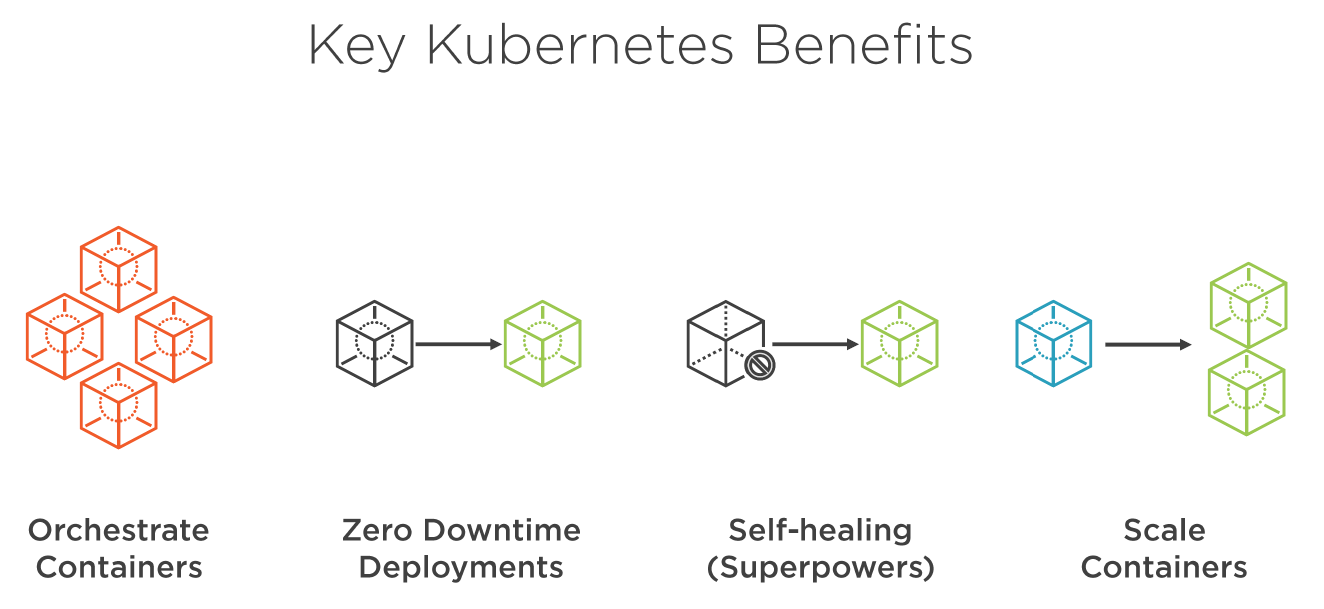 Key Kubernetes Benefits
Orchestrate
Containers
Zero Downtime
Deployments
Self-healing
(Superpowers)
Scale
Containers